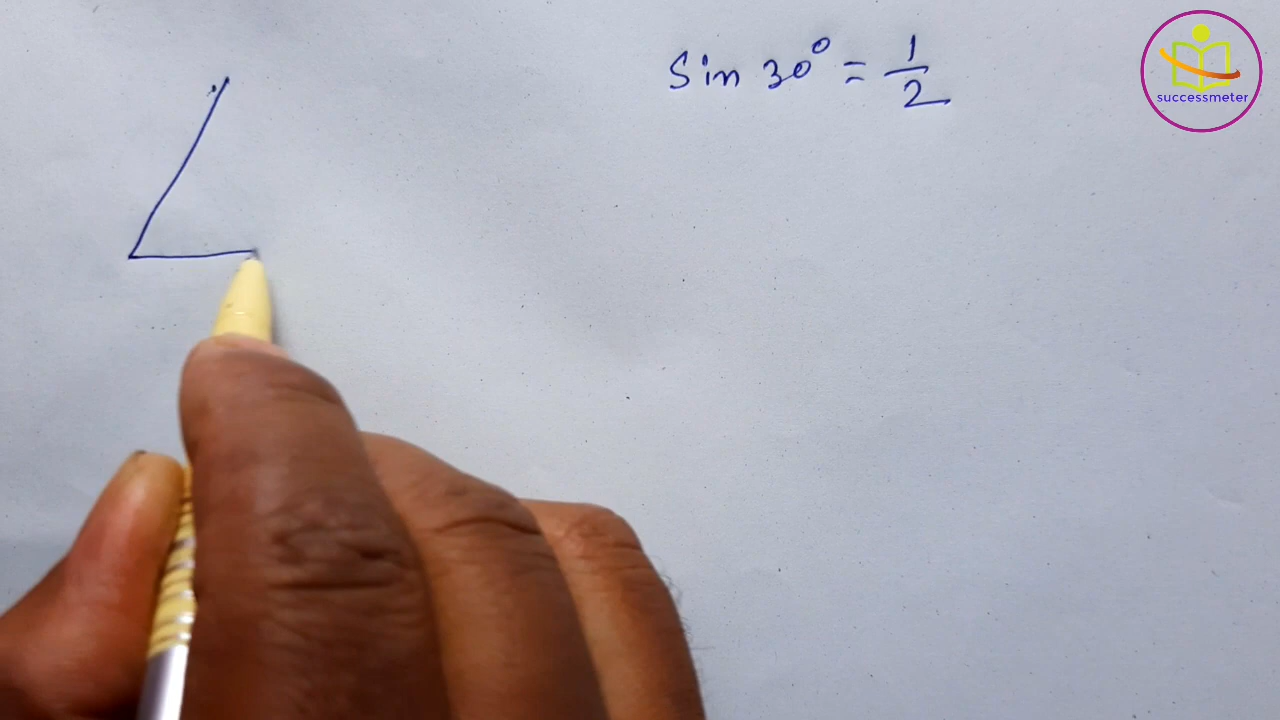 Sin 30° = 1/2
successmeter